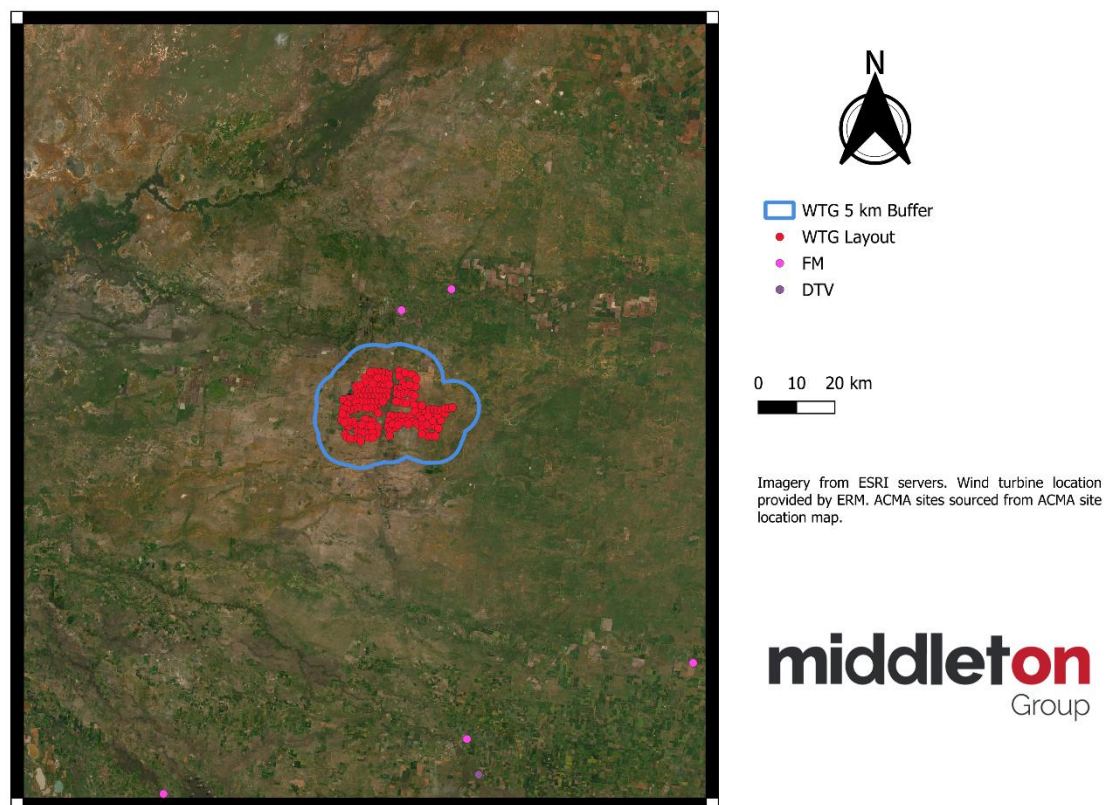 N
WTG 5 km Buffer
WTG Layout
FM
DTV
0 10 20 km
Imagery from ESRI servers. Wind turbine location
provided by ERM. ACMA sites sourced from ACMA site
location map.
middleton
Group